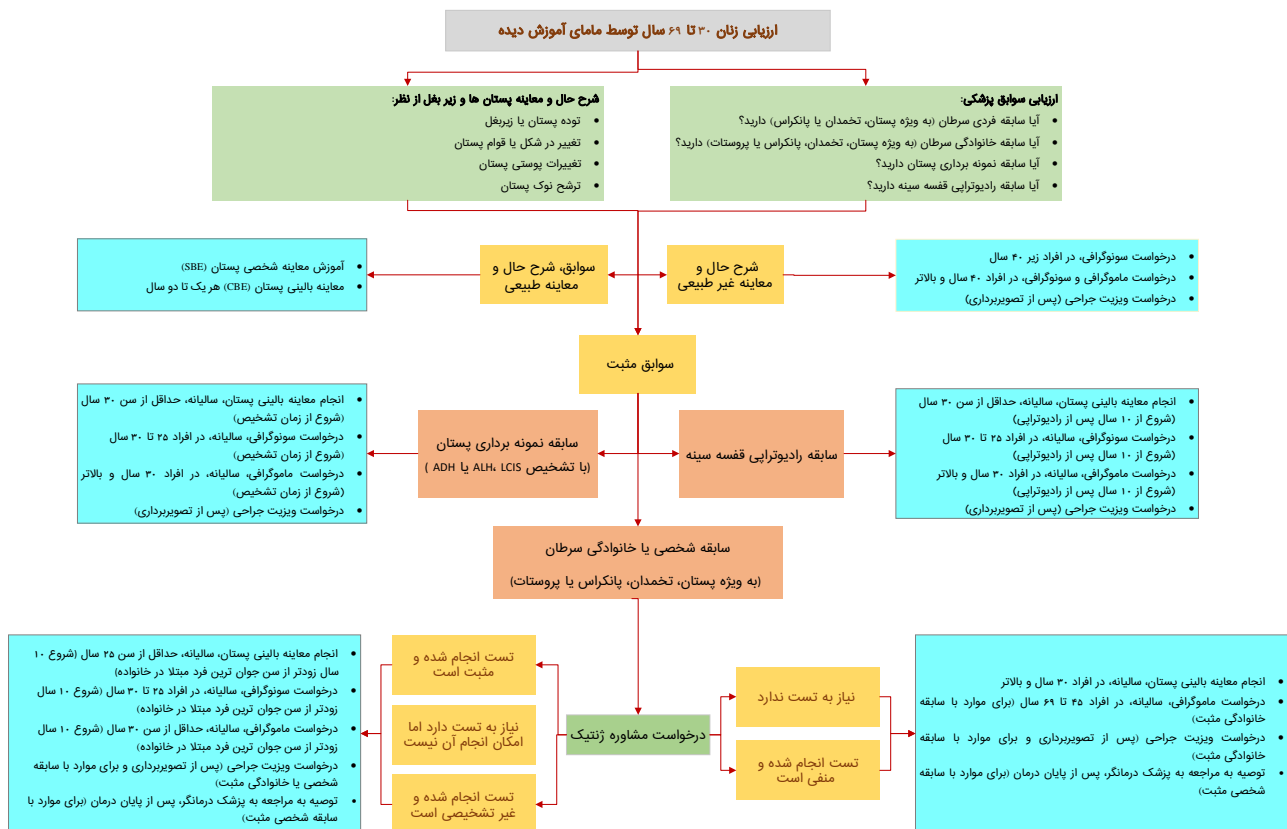 ارزیابی زنان ۳۰ تا ۶۹ سال توسط مامای آموزش دیده
ارزیابی سوابق پزشکی:
• آیا سابقه فردی سرطان (به ویژه پستان، تخمدان یا پانکراس) دارید؟
• آیا سابقه خانوادگی سرطان (به ویژه پستان، تخمدان، پانکراس یا پروستات) دارید؟
• آیا سابقه نمونه برداری پستان دارید؟
• آیا سابقه رادیوتراپی قفسه سینه دارید؟
شرح حال و معاینه پستان ها و زیر بغل از نظر:
• توده پستان یا زیربغل
• تغییر در شکل یا قوام پستان
• تغییرات پوستی پستان
• ترشح نوک پستان
• درخواست سونوگرافی، در افراد زیر ۴۰ سال
• درخواست ماموگرافی و سونوگرافی، در افراد ۴۰ سال و بالاتر
• درخواست ویزیت جراحی (پس از تصویربرداری)
شرح حال و
معاینه غیر طبیعی
سوابق، شرح حال و
معاینه طبیعی
• آموزش معاینه شخصی پستان (SBE)
• معاینه بالینی پستان (CBE) هر یک تا دو سال
سوابق مثبت
• انجام معاینه بالینی پستان، سالیانه، حداقل از سن ۳۰ سال
(شروع از ۱۰ سال پس از رادیوتراپی)
• درخواست سونوگرافی، سالیانه، در افراد ۲۵ تا ۳۰ سال
(شروع از ۱۰ سال پس از رادیوتراپی)
• درخواست ماموگرافی، سالیانه، در افراد ۳۰ سال و بالاتر
(شروع از ۱۰ سال پس از رادیوتراپی)
• درخواست ویزیت جراحی (پس از تصویربرداری)
سابقه رادیوتراپی قفسه سینه
سابقه نمونه برداری پستان
(با تشخیص ALH، LCIS یا ADH )
• انجام معاینه بالینی پستان، سالیانه، حداقل از سن ۳۰ سال
(شروع از زمان تشخیص)
• درخواست سونوگرافی، سالیانه، در افراد ۲۵ تا ۳۰ سال
(شروع از زمان تشخیص)
• درخواست ماموگرافی، سالیانه، در افراد ۳۰ سال و بالاتر
(شروع از زمان تشخیص)
• درخواست ویزیت جراحی (پس از تصویربرداری)
سابقه شخصی یا خانوادگی سرطان
(به ویژه پستان، تخمدان، پانکراس یا پروستات)
درخواست مشاوره ژنتیک
نیاز به تست ندارد
تست انجام شده و
منفی است
• انجام معاینه بالینی پستان، سالیانه، در افراد ۳۰ سال و بالاتر
• درخواست ماموگرافی، سالیانه، در افراد ۴۵ تا ۶۹ سال (برای موارد با سابقه
خانوادگی مثبت)
• درخواست ویزیت جراحی (پس از تصویربرداری و برای موارد با سابقه
خانوادگی مثبت)
• توصیه به مراجعه به پزشک درمانگر، پس از پایان درمان (برای موارد با سابقه
شخصی مثبت)
تست انجام شده و
مثبت است
نیاز به تست دارد اما
امکان انجام آن نیست
تست انجام شده و
غیر تشخیصی است
• انجام معاینه بالینی پستان، سالیانه، حداقل از سن ۲۵ سال (شروع ۱۰
سال زودتر از سن جوان ترین فرد مبتلا در خانواده)
• درخواست سونوگرافی، سالیانه، در افراد ۲۵ تا ۳۰ سال (شروع ۱۰ سال
زودتر از سن جوان ترین فرد مبتلا در خانواده)
• درخواست ماموگرافی، سالیانه، حداقل از سن ۳۰ سال (شروع ۱۰ سال
زودتر از سن جوان ترین فرد مبتلا در خانواده)
• درخواست ویزیت جراحی (پس از تصویربرداری و برای موارد با سابقه
شخصی یا خانوادگی مثبت)
• توصیه به مراجعه به پزشک درمانگر، پس از پایان درمان (برای موارد با
سابقه شخصی مثبت)